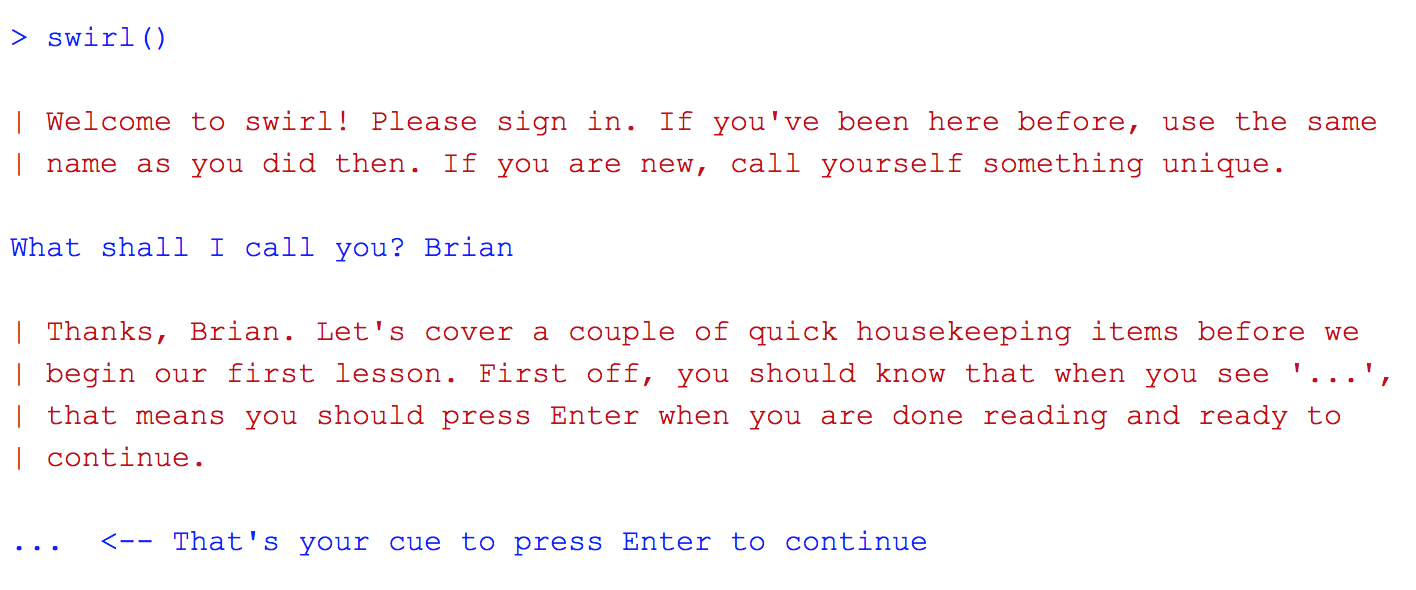 > swirl()
| Welcome to swirl! Please sign in. If you've been here before, use the same
| name as you did then. If you are new, call yourself something unique.
What shall I call you? Brian
| Thanks, Brian. Let's cover a couple of quick housekeeping items before we
| begin our first lesson. First off, you should know that when you see '...',
| that means you should press Enter when you are done reading and ready to
| continue.
...  <-- That's your cue to press Enter to continue